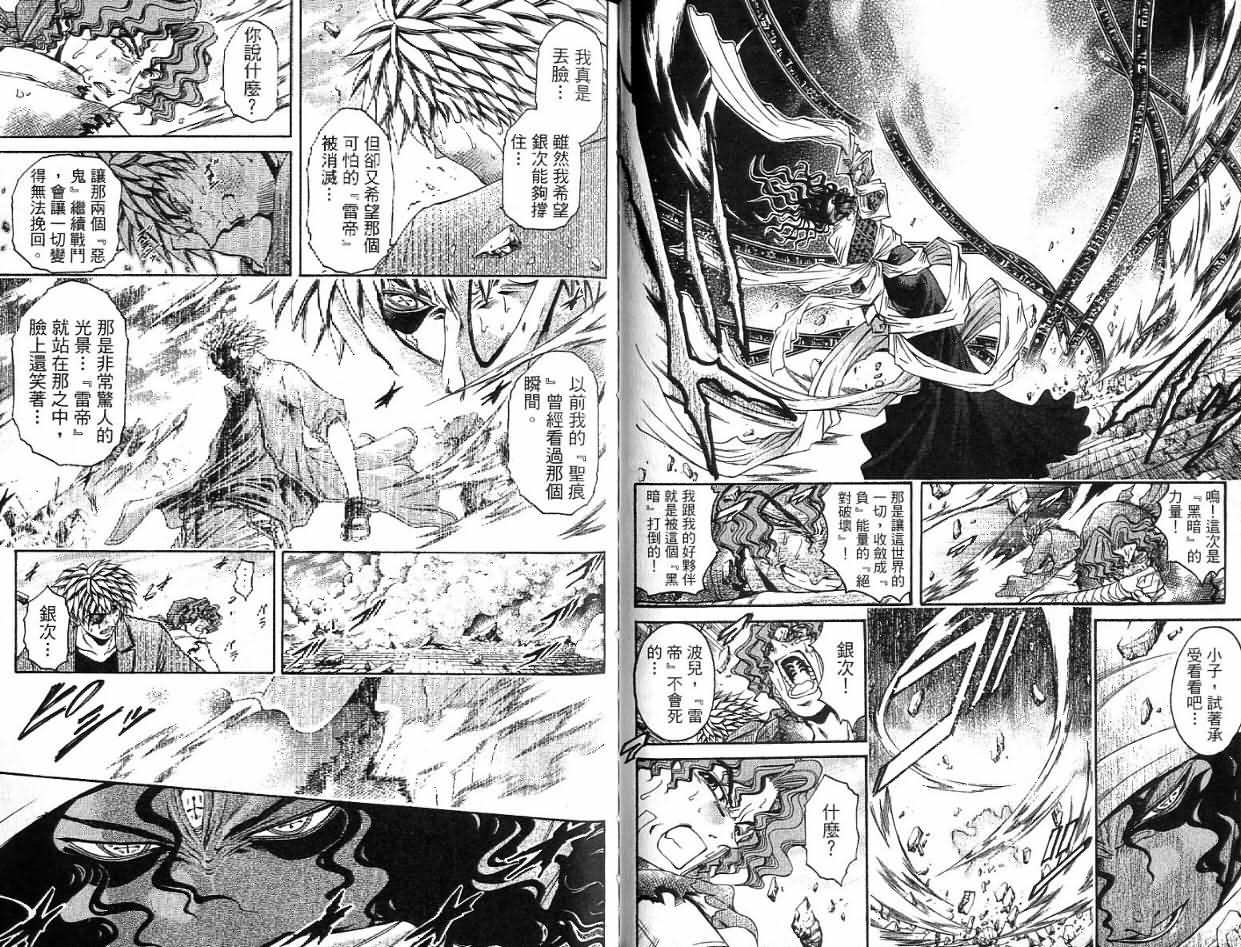 嗚！這次是
『黑暗』的
力量！
那是讓這世界的
一切，收斂成『
負』能量的『絕
對破壞』！
我跟我的好夥伴
就是被這個『黑
暗』打倒的！
小子，試著承
受看看吧…
銀次！
波兒，『雷
帝』不會死
的…
什麼？
我真是
丟臉…
雖然我希望
銀次能夠撐
住…
但卻又希望那個
可怕的『雷帝』
被消滅…
你說什麼？
讓那兩個『惡
鬼』繼續戰鬥
，會讓一切變
得無法挽回。
以前我的『聖痕
』曾經看過那個
瞬間。
那是非常驚人的
光景…『雷帝』
就站在那之中，
臉上還笑著…
…
銀次…